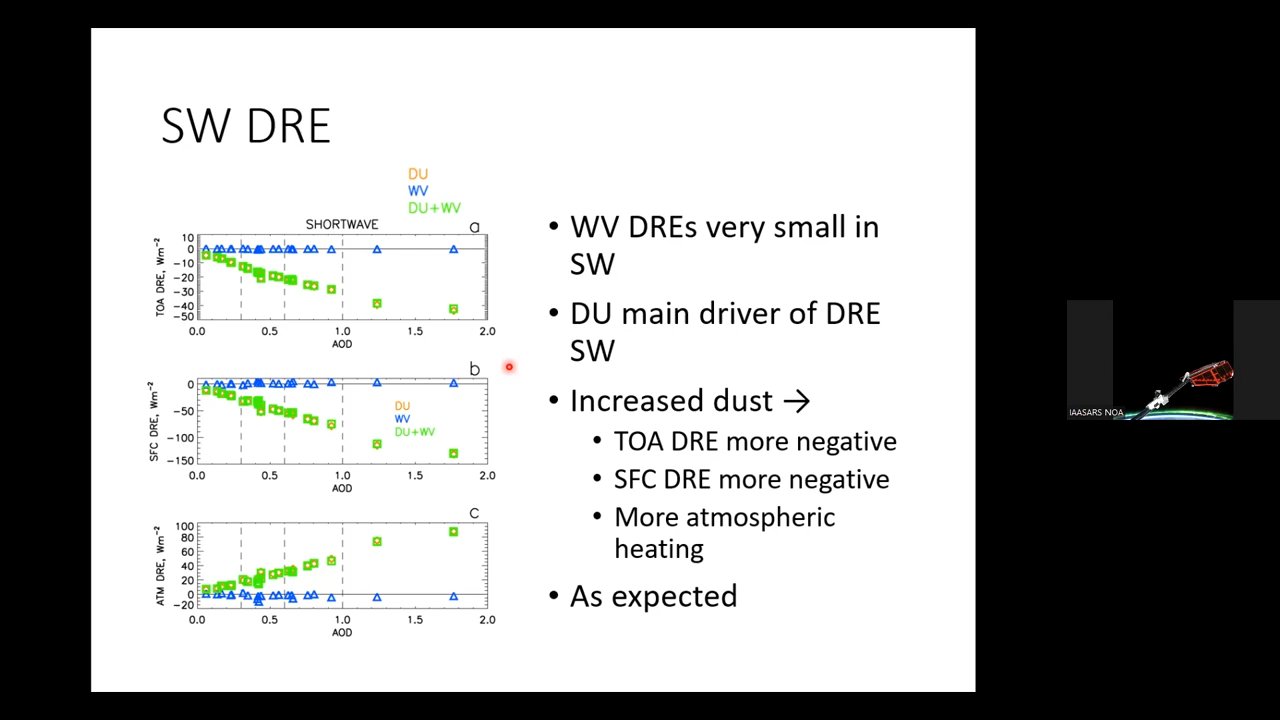 SW DRE
DU
WV
DU+WV
SHORTWAVE
a
TOA DRE, Wm⁻²
10
0
−10
−20
−30
−40
−50
0.0 0.5 1.0 1.5 2.0
AOD
b
SFC DRE, Wm⁻²
0
−50
−100
−150
DU
WV
DU+WV
0.0 0.5 1.0 1.5 2.0
AOD
c
ATM DRE, Wm⁻²
100
80
60
40
20
0
−20
0.0 0.5 1.0 1.5 2.0
AOD
• WV DREs very small in
SW
• DU main driver of DRE
SW
• Increased dust →
• TOA DRE more negative
• SFC DRE more negative
• More atmospheric
heating
• As expected
IAASARS NOA